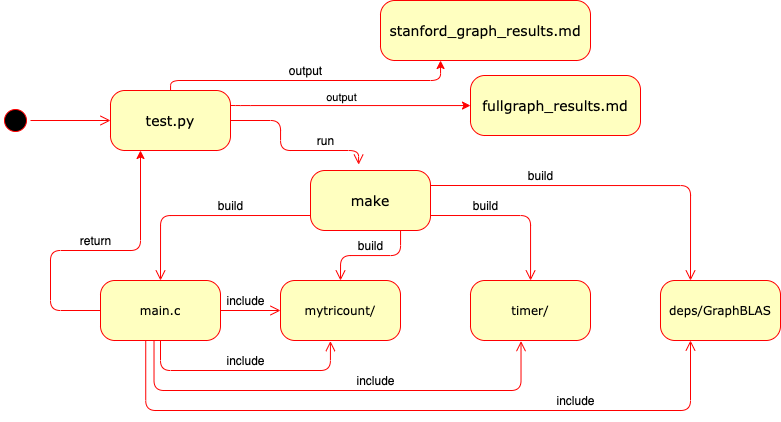 stanford_graph_results.md
output
output
fullgraph_results.md
test.py
run
make
build
build
build
build
return
main.c
include
mytricount/
timer/
deps/GraphBLAS
include
include
include